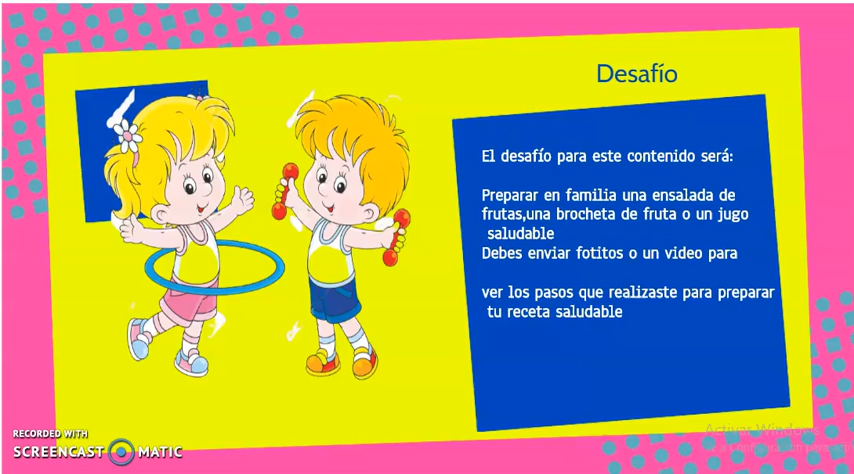 Desafío
El desafío para este contenido será:
Preparar en familia una ensalada de
frutas,una brocheta de fruta o un jugo
saludable
Debes enviar fotitos o un video para
ver los pasos que realizaste para preparar
tu receta saludable
Activar Windows
RECORDED WITH
SCREENCAST MATIC